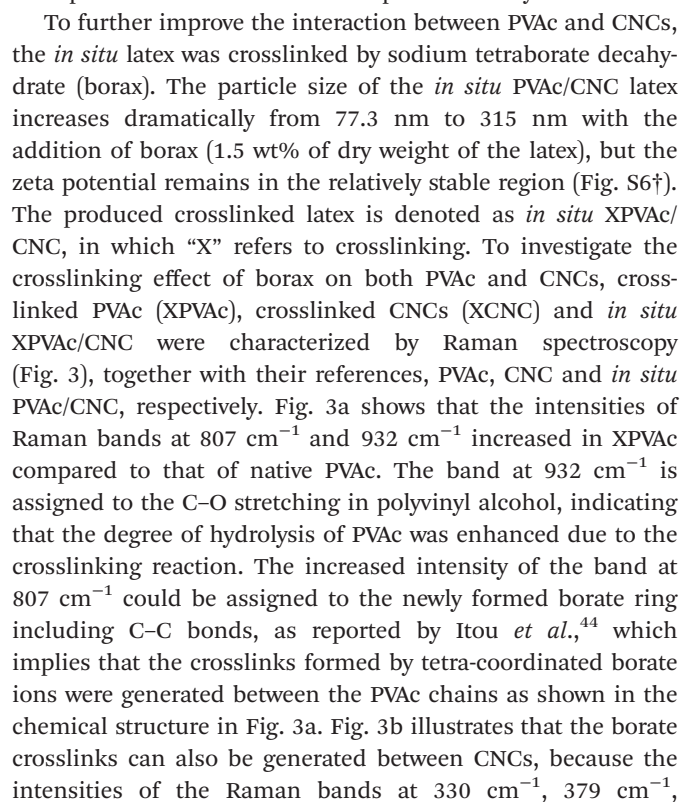 To further improve the interaction between PVAc and CNCs,
the in situ latex was crosslinked by sodium tetraborate decahy-
drate (borax). The particle size of the in situ PVAc/CNC latex
increases dramatically from 77.3 nm to 315 nm with the
addition of borax (1.5 wt% of dry weight of the latex), but the
zeta potential remains in the relatively stable region (Fig. S6†).
The produced crosslinked latex is denoted as in situ XPVAc/
CNC, in which “X” refers to crosslinking. To investigate the
crosslinking effect of borax on both PVAc and CNCs, cross-
linked PVAc (XPVAc), crosslinked CNCs (XCNC) and in situ
XPVAc/CNC were characterized by Raman spectroscopy
(Fig. 3), together with their references, PVAc, CNC and in situ
PVAc/CNC, respectively. Fig. 3a shows that the intensities of
Raman bands at 807 cm⁻¹ and 932 cm⁻¹ increased in XPVAc
compared to that of native PVAc. The band at 932 cm⁻¹ is
assigned to the C–O stretching in polyvinyl alcohol, indicating
that the degree of hydrolysis of PVAc was enhanced due to the
crosslinking reaction. The increased intensity of the band at
807 cm⁻¹ could be assigned to the newly formed borate ring
including C–C bonds, as reported by Itou et al.,⁴⁴ which
implies that the crosslinks formed by tetra-coordinated borate
ions were generated between the PVAc chains as shown in the
chemical structure in Fig. 3a. Fig. 3b illustrates that the borate
crosslinks can also be generated between CNCs, because the
intensities of the Raman bands at 330 cm⁻¹, 379 cm⁻¹,